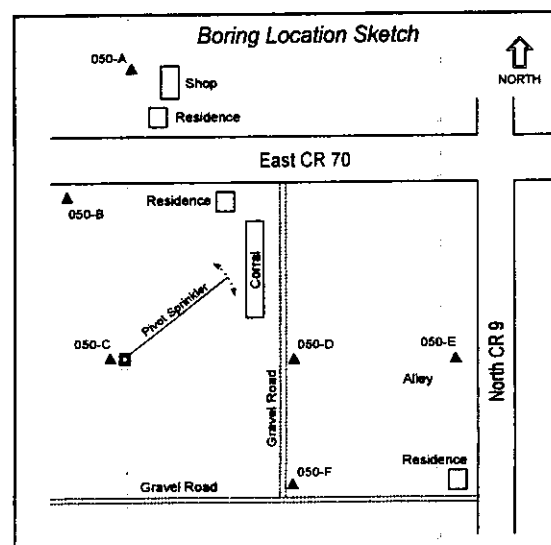 Boring Location Sketch
050-A
Shop
NORTH
Residence
East CR 70
050-B
Residence
Corral
Pivot Sprinkler
050-C
050-D
050-E
Alley
North CR 9
Gravel Road
Residence
050-F
Gravel Road